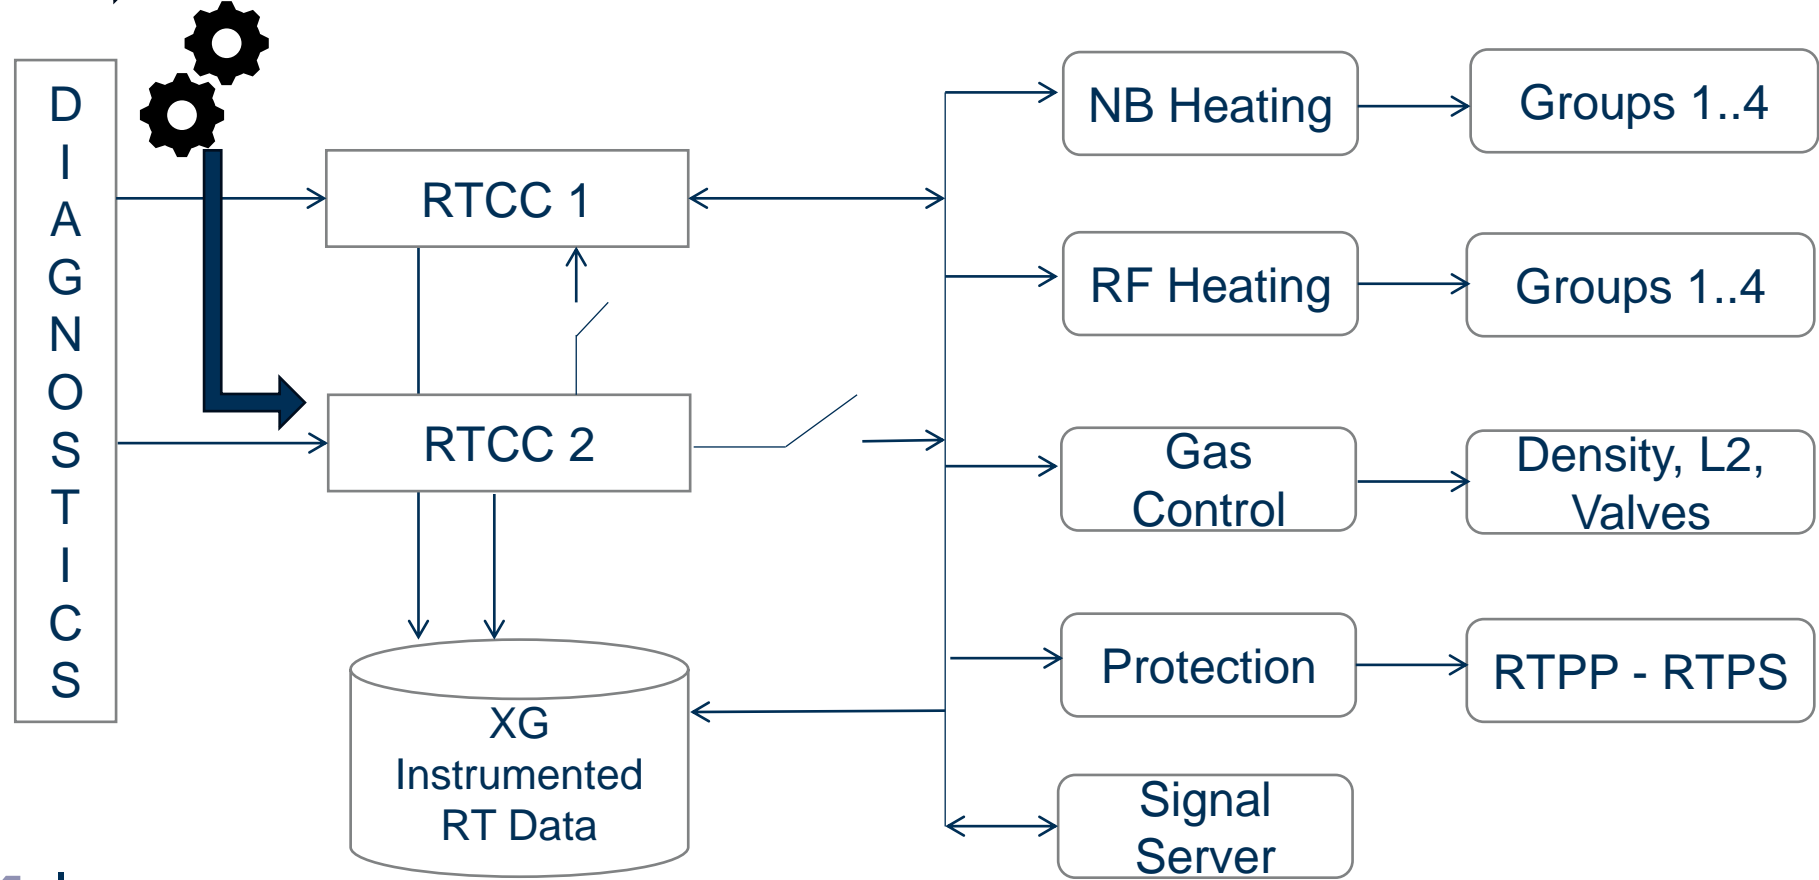 D
I
A
G
N
O
S
T
I
C
S
RTCC 1
RTCC 2
XG
Instrumented
RT Data
NB Heating
Groups 1..4
RF Heating
Groups 1..4
Gas
Control
Density, L2,
Valves
Protection
RTPP - RTPS
Signal
Server